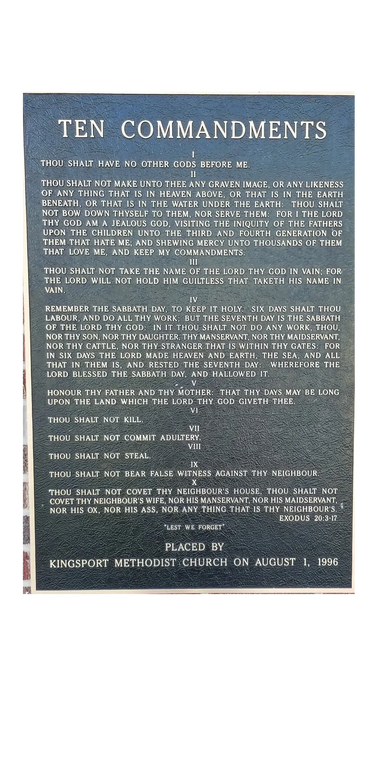 TEN COMMANDMENTS
I
THOU SHALT HAVE NO OTHER GODS BEFORE ME.
II
THOU SHALT NOT MAKE UNTO THEE ANY GRAVEN IMAGE, OR ANY LIKENESS
OF ANY THING THAT IS IN HEAVEN ABOVE, OR THAT IS IN THE EARTH
BENEATH, OR THAT IS IN THE WATER UNDER THE EARTH: THOU SHALT
NOT BOW DOWN THYSELF TO THEM, NOR SERVE THEM: FOR I THE LORD
THY GOD AM A JEALOUS GOD, VISITING THE INIQUITY OF THE FATHERS
UPON THE CHILDREN UNTO THE THIRD AND FOURTH GENERATION OF
THEM THAT HATE ME; AND SHEWING MERCY UNTO THOUSANDS OF THEM
THAT LOVE ME, AND KEEP MY COMMANDMENTS.
III
THOU SHALT NOT TAKE THE NAME OF THE LORD THY GOD IN VAIN; FOR
THE LORD WILL NOT HOLD HIM GUILTLESS THAT TAKETH HIS NAME IN
VAIN.
IV
REMEMBER THE SABBATH DAY, TO KEEP IT HOLY. SIX DAYS SHALT THOU
LABOUR, AND DO ALL THY WORK: BUT THE SEVENTH DAY IS THE SABBATH
OF THE LORD THY GOD: IN IT THOU SHALT NOT DO ANY WORK, THOU,
NOR THY SON, NOR THY DAUGHTER, THY MANSERVANT, NOR THY MAIDSERVANT,
NOR THY CATTLE, NOR THY STRANGER THAT IS WITHIN THY GATES: FOR
IN SIX DAYS THE LORD MADE HEAVEN AND EARTH, THE SEA, AND ALL
THAT IN THEM IS, AND RESTED THE SEVENTH DAY: WHEREFORE THE
LORD BLESSED THE SABBATH DAY, AND HALLOWED IT.
V
HONOUR THY FATHER AND THY MOTHER: THAT THY DAYS MAY BE LONG
UPON THE LAND WHICH THE LORD THY GOD GIVETH THEE.
VI
THOU SHALT NOT KILL.
VII
THOU SHALT NOT COMMIT ADULTERY.
VIII
THOU SHALT NOT STEAL.
IX
THOU SHALT NOT BEAR FALSE WITNESS AGAINST THY NEIGHBOUR.
X
THOU SHALT NOT COVET THY NEIGHBOUR'S HOUSE, THOU SHALT NOT
COVET THY NEIGHBOUR'S WIFE, NOR HIS MANSERVANT, NOR HIS MAIDSERVANT,
NOR HIS OX, NOR HIS ASS, NOR ANY THING THAT IS THY NEIGHBOUR'S.
EXODUS 20:3-17
"LEST WE FORGET"
PLACED BY
KINGSPORT METHODIST CHURCH ON AUGUST 1, 1996